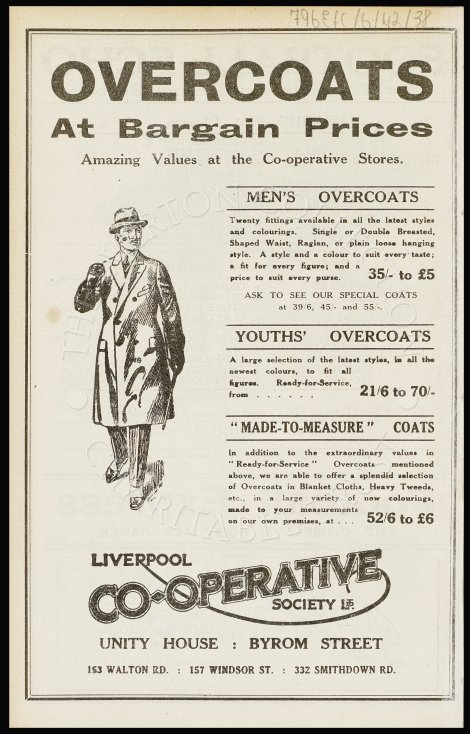 796 EFC/6/42/38
OVERCOATS
At Bargain Prices
Amazing Values at the Co-operative Stores.
MEN'S OVERCOATS
Twenty fittings available in all the latest styles
and colourings. Single or Double Breasted,
Shaped Waist, Raglan, or plain loose hanging
style. A style and a colour to suit every taste;
a fit for every figure; and a
price to suit every purse. 35/- to £5
ASK TO SEE OUR SPECIAL COATS
at 39/6, 45/- and 55/-.
YOUTHS' OVERCOATS
A large selection of the latest styles, in all the
newest colours, to fit all
figures. Ready-for-Service,
from . . . . . . . 21/6 to 70/-
"MADE-TO-MEASURE" COATS
In addition to the extraordinary values in
"Ready-for-Service" Overcoats mentioned
above, we are able to offer a splendid selection
of Overcoats in Blanket Cloths, Heavy Tweeds,
etc., in a large variety of new colourings,
made to your measurements
on our own premises, at . . . 52/6 to £6
LIVERPOOL
CO-OPERATIVE
SOCIETY LTD.
UNITY HOUSE : BYROM STREET
153 WALTON RD. : 157 WINDSOR ST. : 332 SMITHDOWN RD.